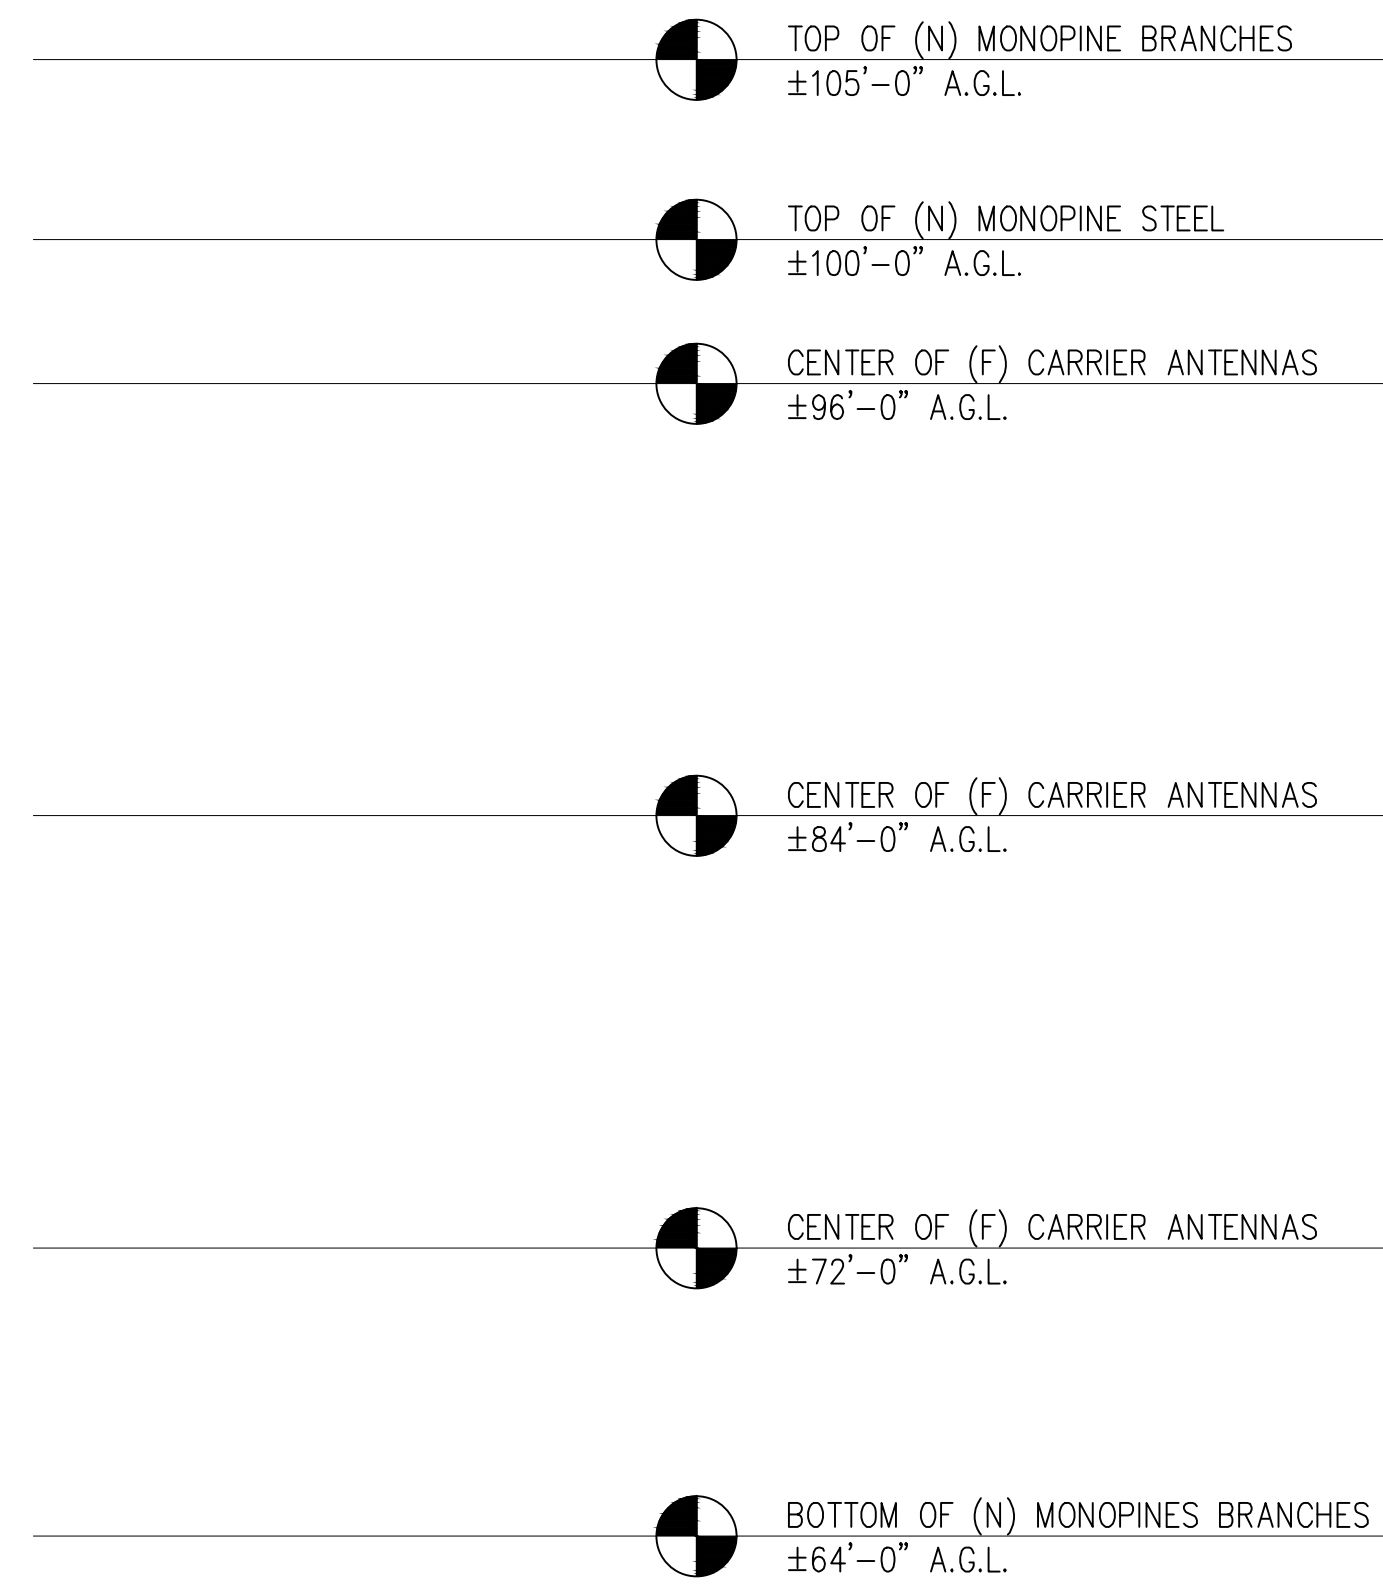 TOP OF (N) MONOPINE BRANCHES
±105'-0" A.G.L.
TOP OF (N) MONOPINE STEEL
±100'-0" A.G.L.
CENTER OF (F) CARRIER ANTENNAS
±96'-0" A.G.L.
CENTER OF (F) CARRIER ANTENNAS
±84'-0" A.G.L.
CENTER OF (F) CARRIER ANTENNAS
±72'-0" A.G.L.
BOTTOM OF (N) MONOPINES BRANCHES
±64'-0" A.G.L.